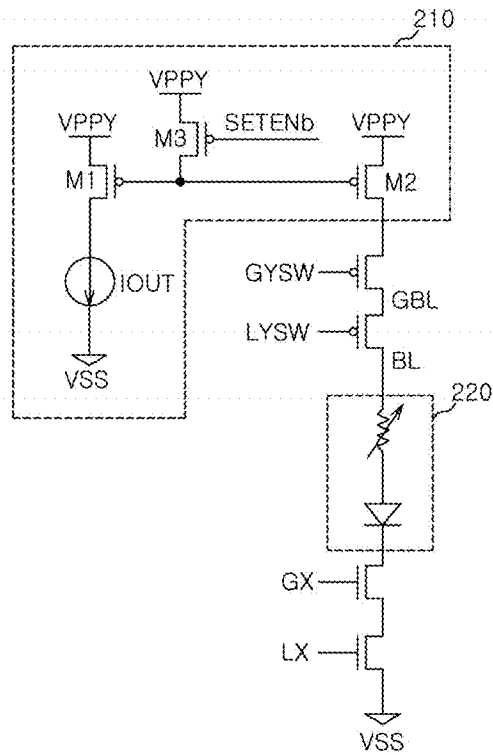 210
VPPY
VPPY
M3
SETENb
VPPY
M1
M2
IOUT
GYSW
GBL
VSS
LYSW
BL
220
GX
LX
VSS